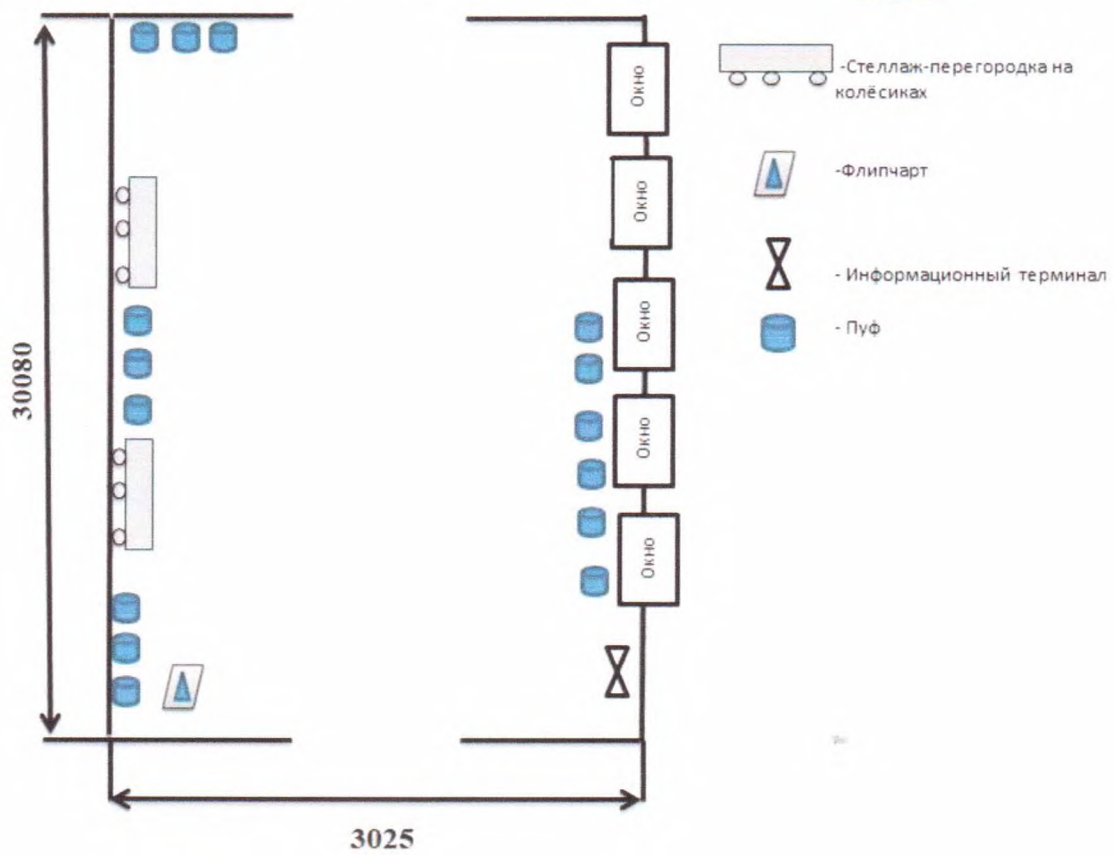 Окно
Окно
Окно
Окно
Окно
30080
3025
-Стеллаж-перегородка на
колёсиках
-Флипчарт
- Информационный терминал
- Пуф